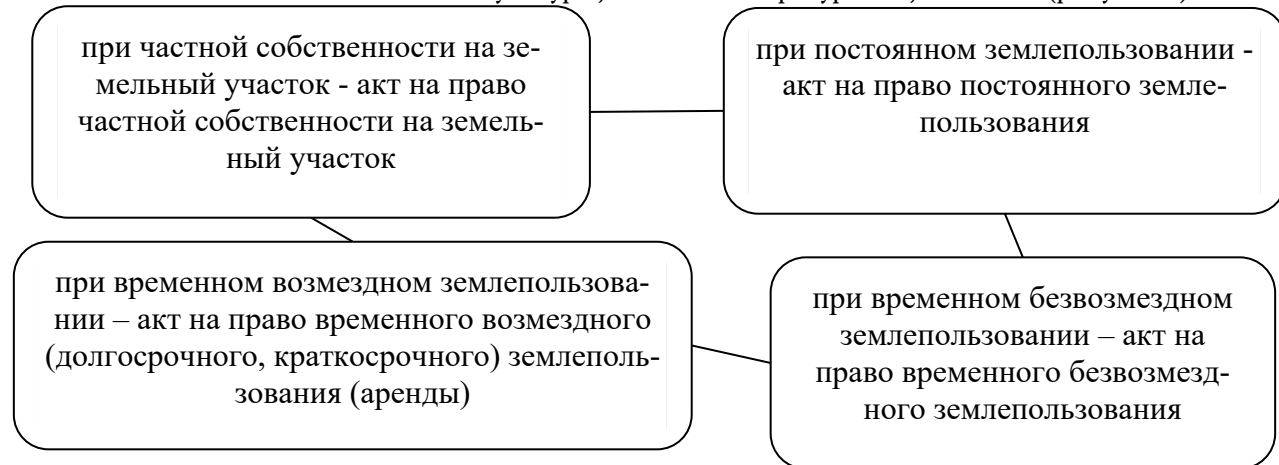 при частной собственности на зе-
мельный участок - акт на право
частной собственности на земель-
ный участок
при постоянном землепользовании -
акт на право постоянного земле-
пользования
при временном возмездном землепользова-
нии – акт на право временного возмездного
(долгосрочного, краткосрочного) землеполь-
зования (аренды)
при временном безвозмездном
землепользовании – акт на
право временного безвозмезд-
ного землепользования